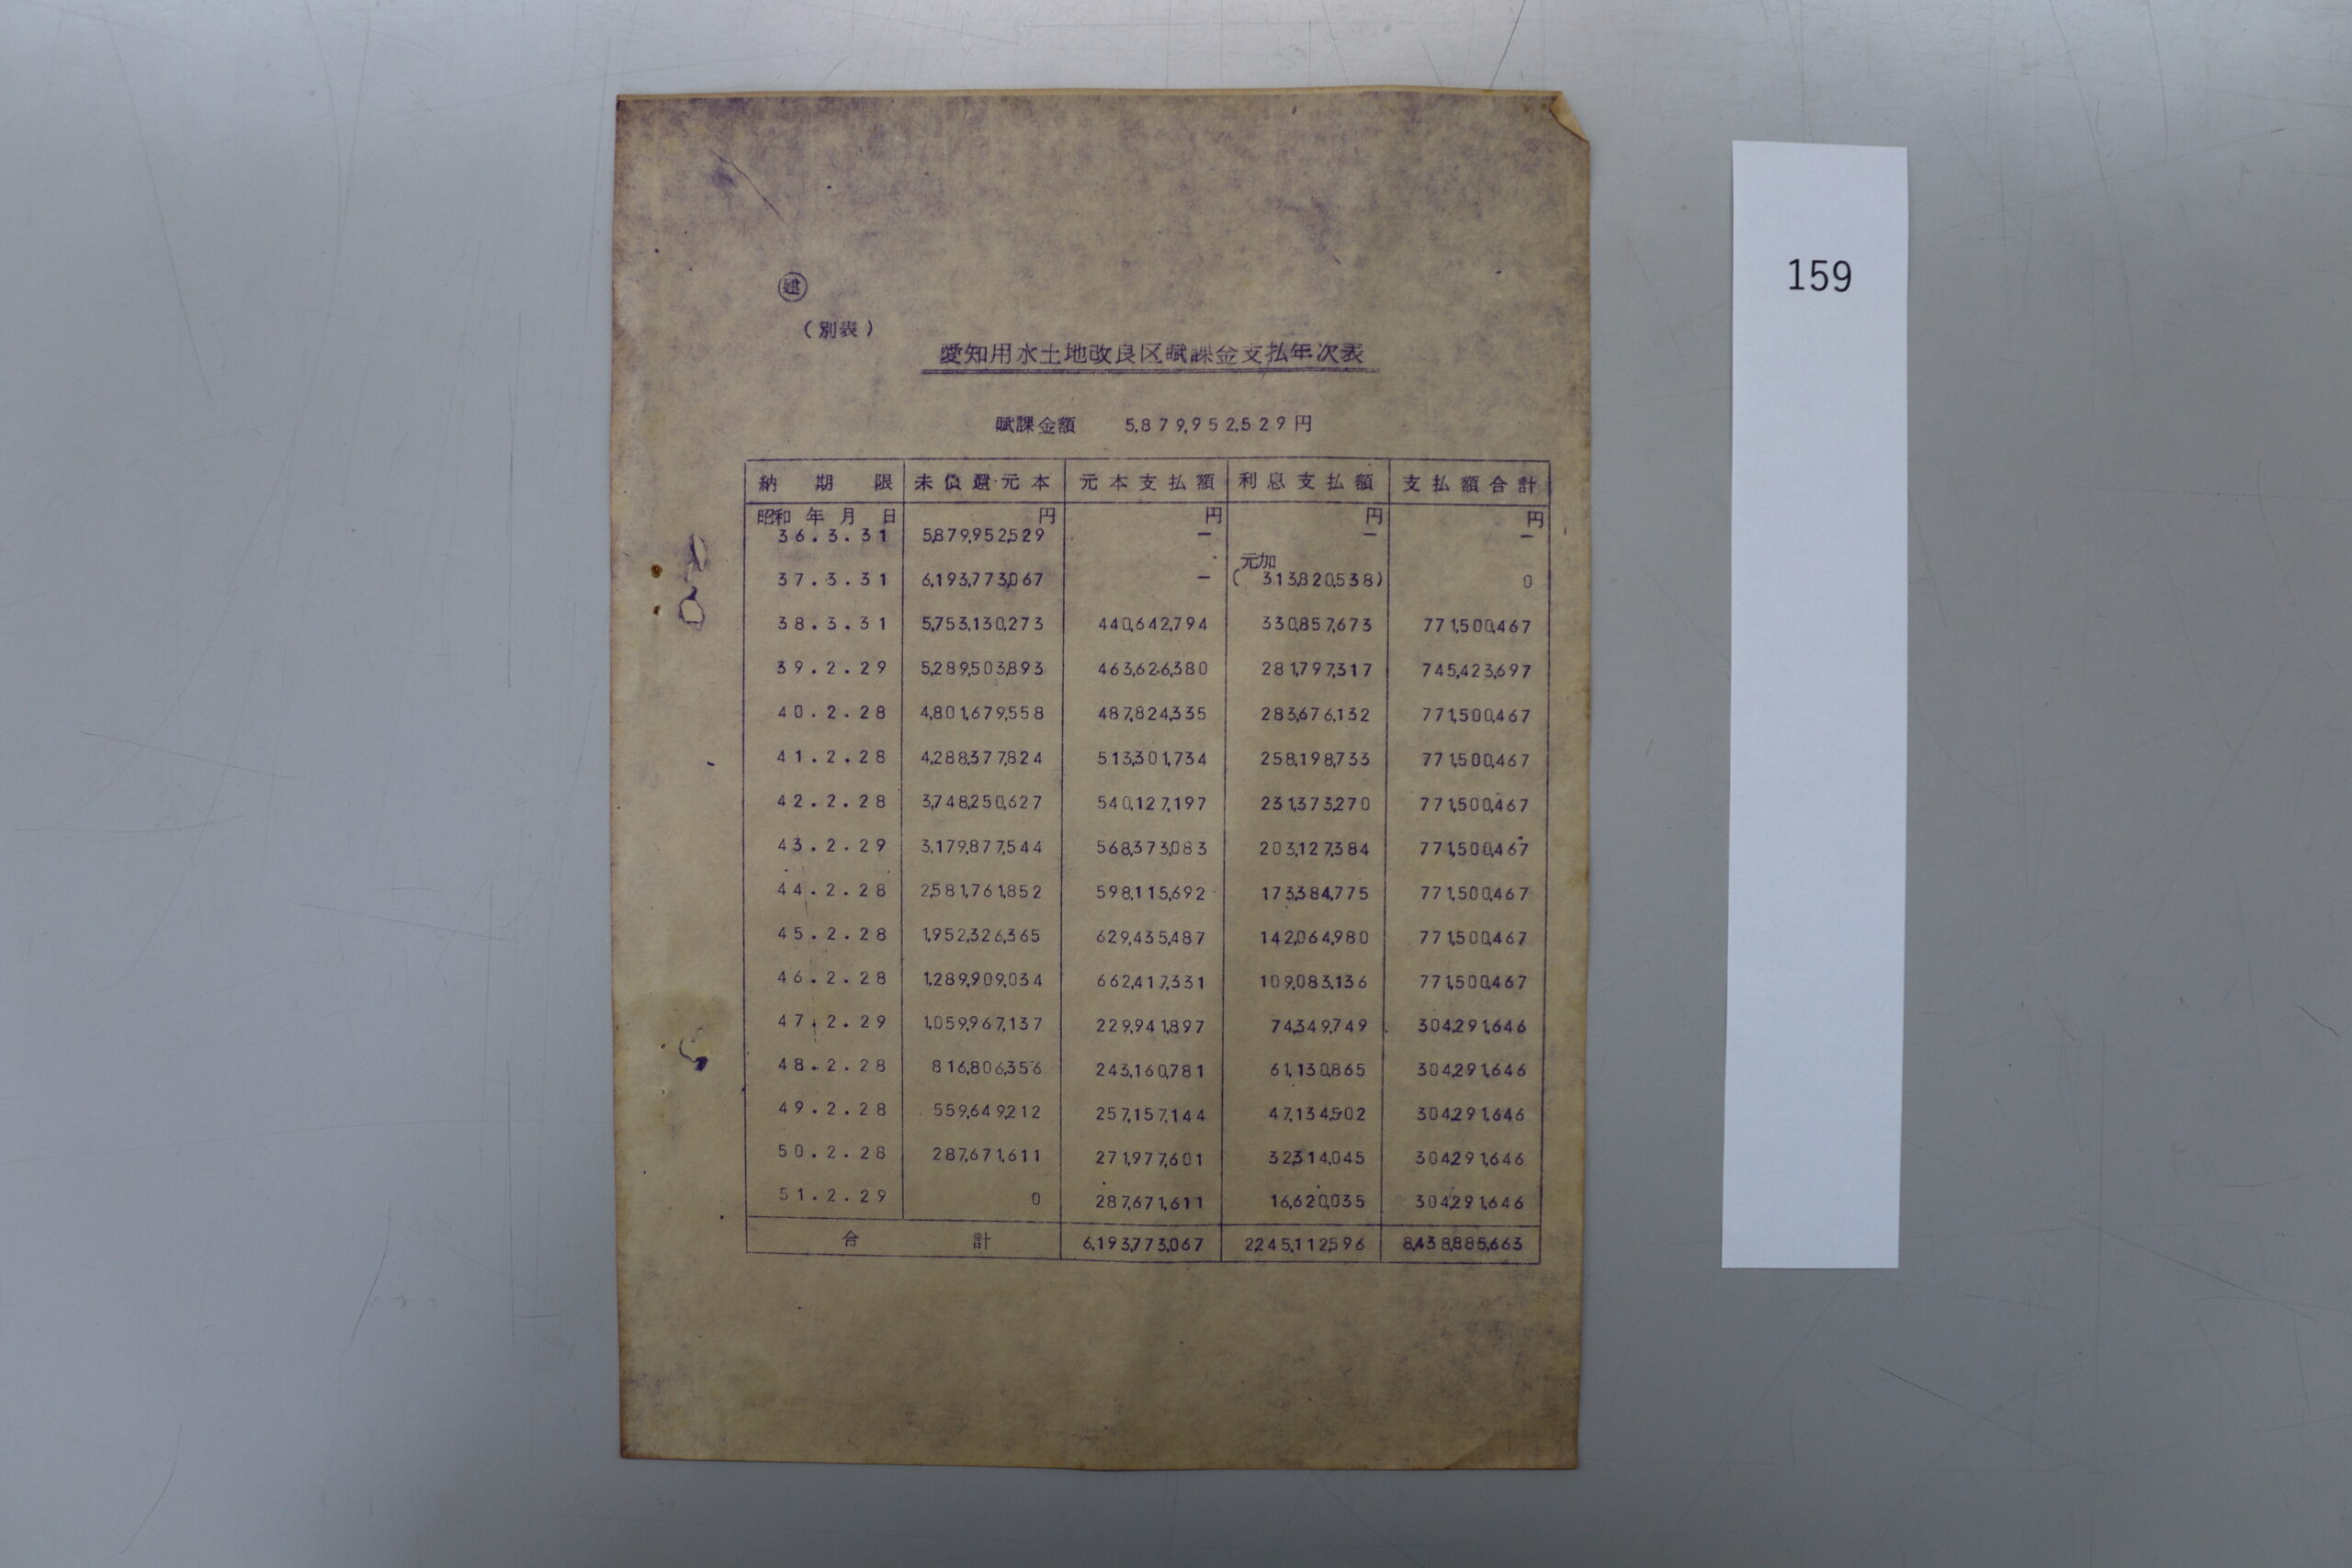 建
（別表）
愛知用水土地改良区賦課金支払年次表
賦課金額 5,879,952,529円
納期限 未償還元本 元本支払額 利息支払額 支払額合計
昭和年月日 円 円 円 円
36.3.31 5,879,952,529 － － －
元加
37.3.31 6,193,773,067 － (313,820,538) 0
38.3.31 5,753,130,273 440,642,794 330,857,673 771,500,467
39.2.29 5,289,503,893 463,626,380 281,797,317 745,423,697
40.2.28 4,801,679,558 487,824,335 283,676,132 771,500,467
41.2.28 4,288,377,824 513,301,734 258,198,733 771,500,467
42.2.28 3,748,250,627 540,127,197 231,373,270 771,500,467
43.2.29 3,179,877,544 568,373,083 203,127,384 771,500,467
44.2.28 2,581,761,852 598,115,692 173,384,775 771,500,467
45.2.28 1,952,326,365 629,435,487 142,064,980 771,500,467
46.2.28 1,289,909,034 662,417,331 109,083,136 771,500,467
47.2.29 1,059,967,137 229,941,897 74,349,749 304,291,646
48.2.28 816,806,356 243,160,781 61,130,865 304,291,646
49.2.28 559,649,212 257,157,144 47,134,502 304,291,646
50.2.28 287,671,611 271,977,601 32,314,045 304,291,646
51.2.29 0 287,671,611 16,620,035 304,291,646
合計 6,193,773,067 2,245,112,596 8,438,885,663
159